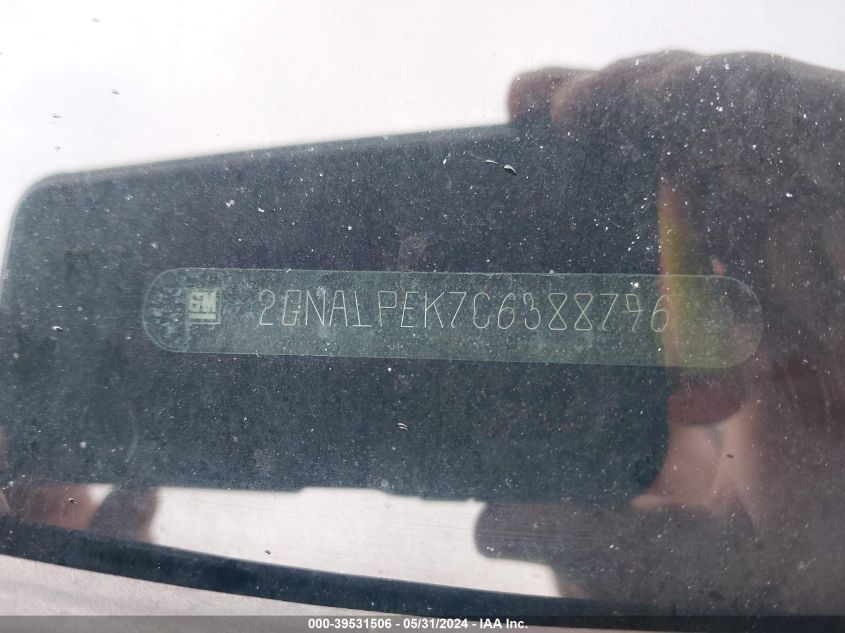 GM 2GNALPEK7C6388796
000-39531506 - 05/31/2024 - IAA Inc.